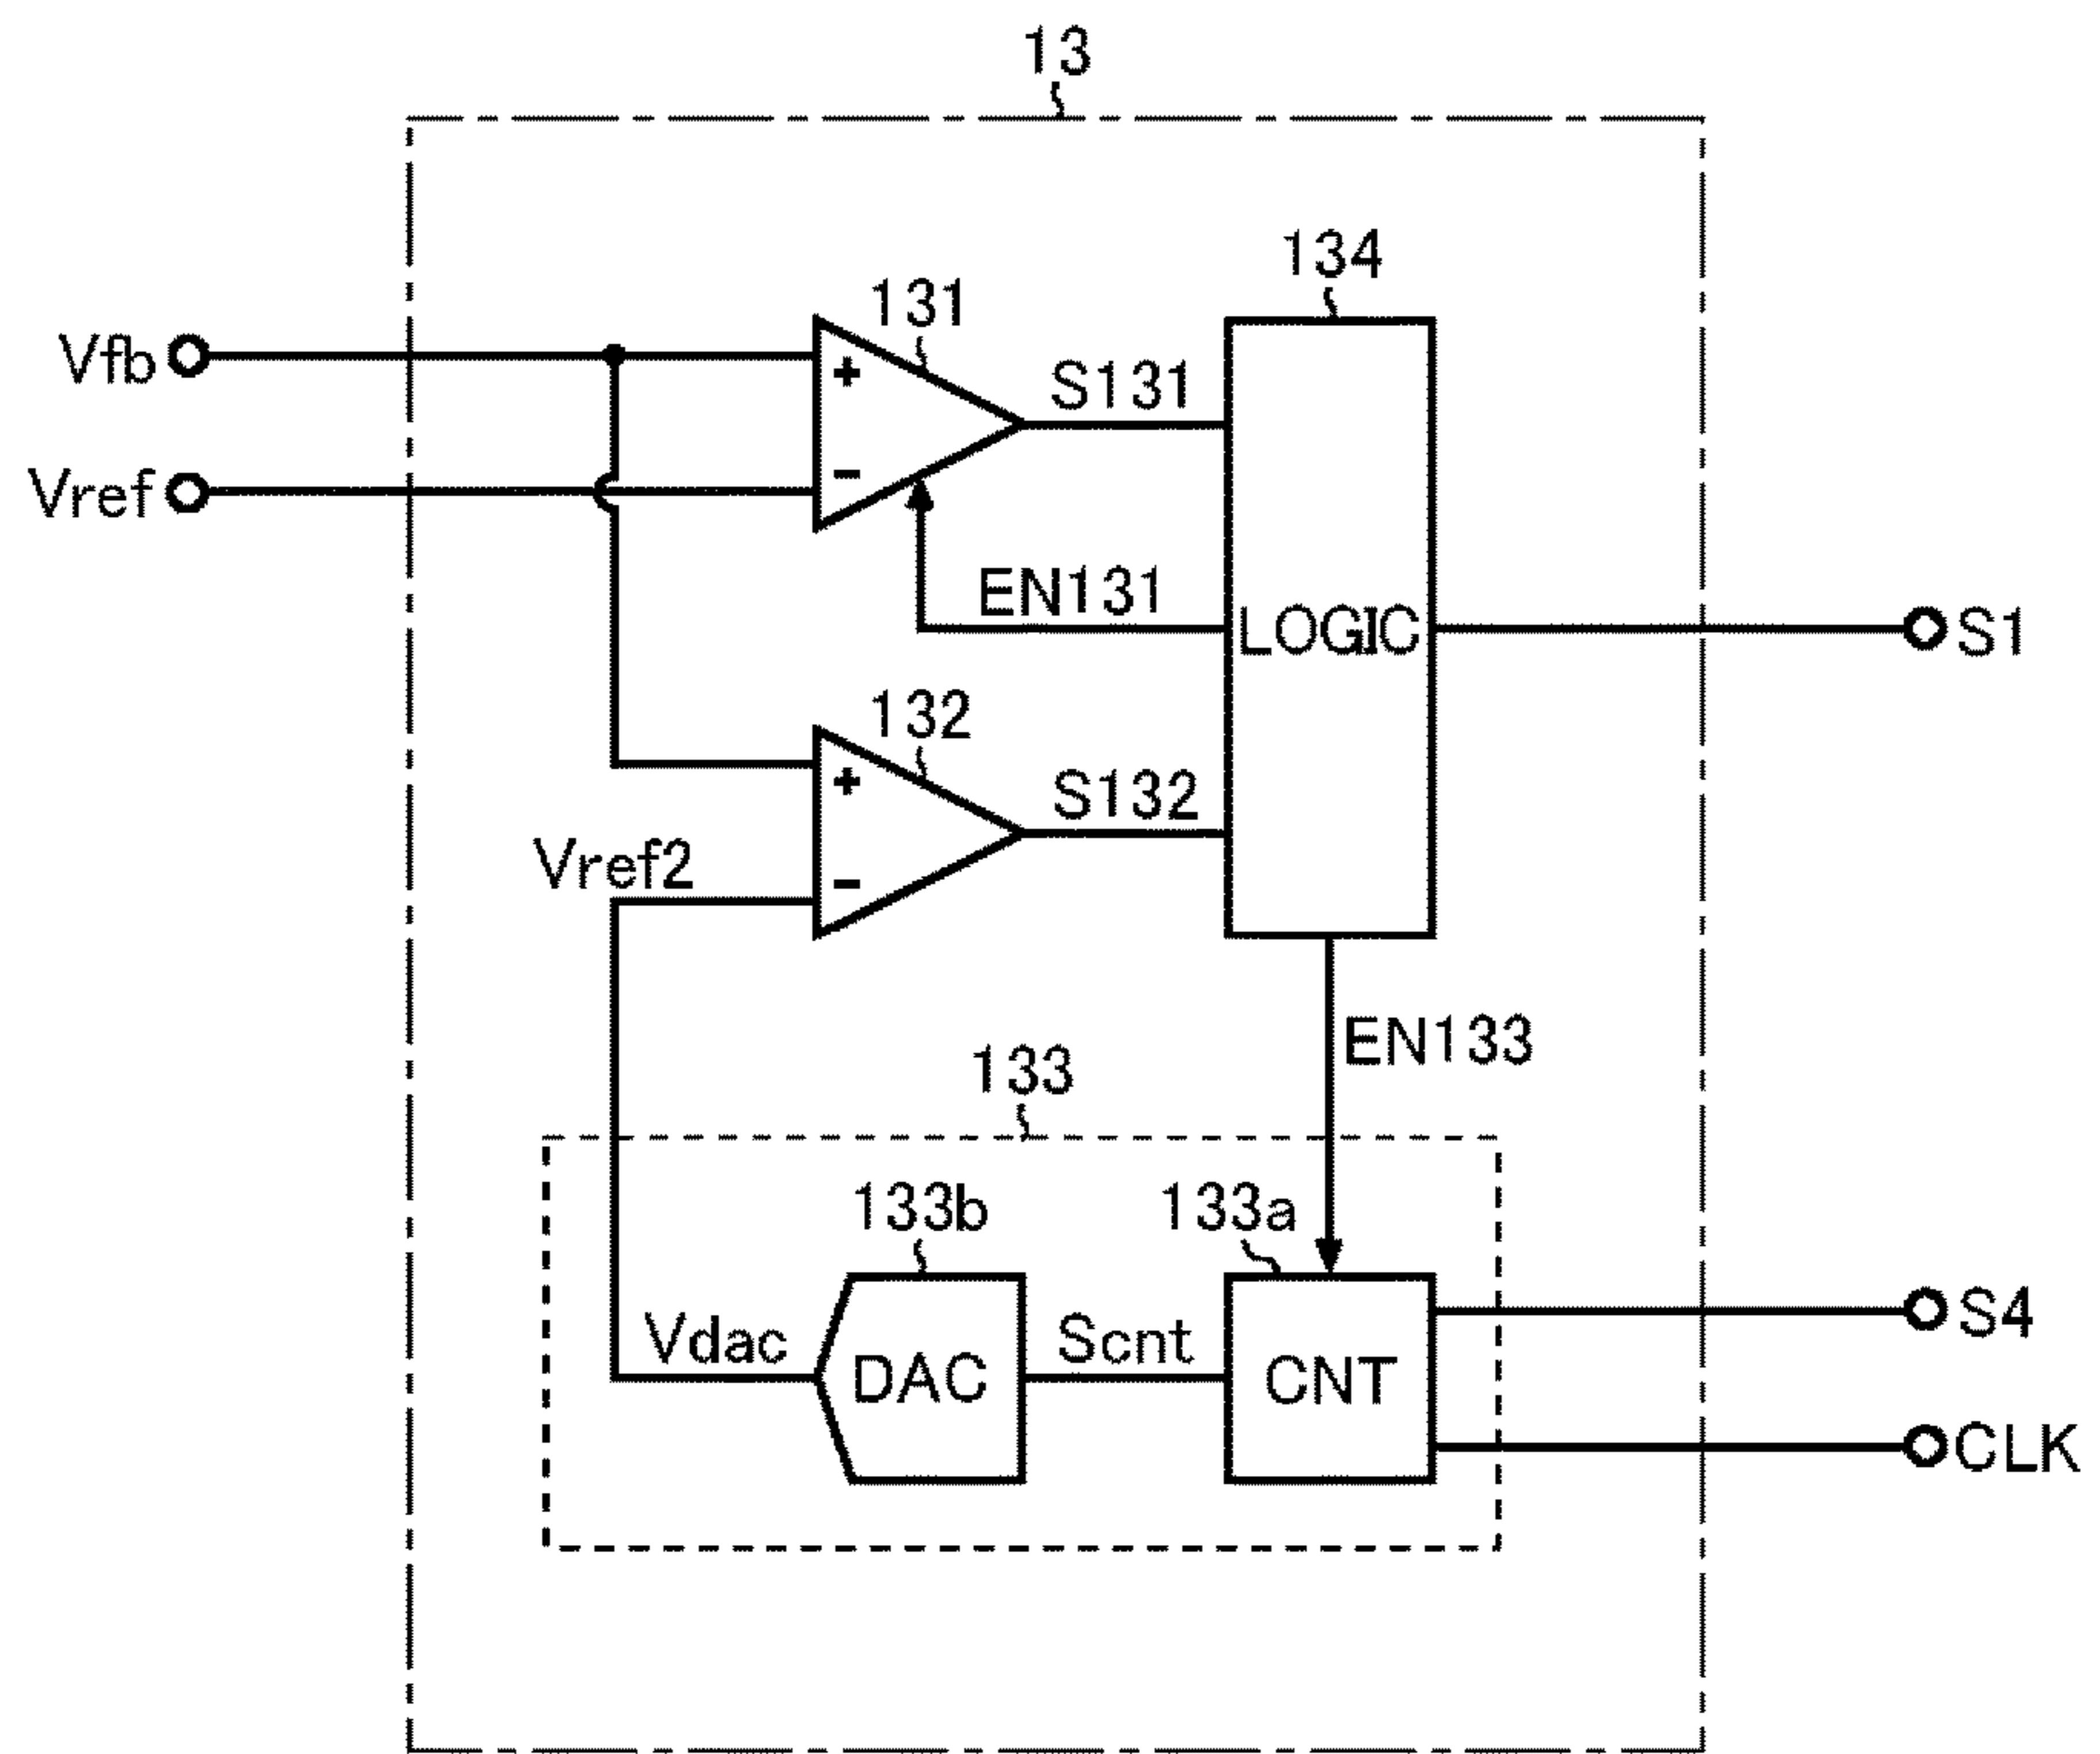 13
134
131
Vfb
+
S131
Vref
-
EN131
LOGIC
S1
132
+
S132
Vref2
-
EN133
133
133b
133a
Vdac
DAC
Scnt
CNT
S4
CLK